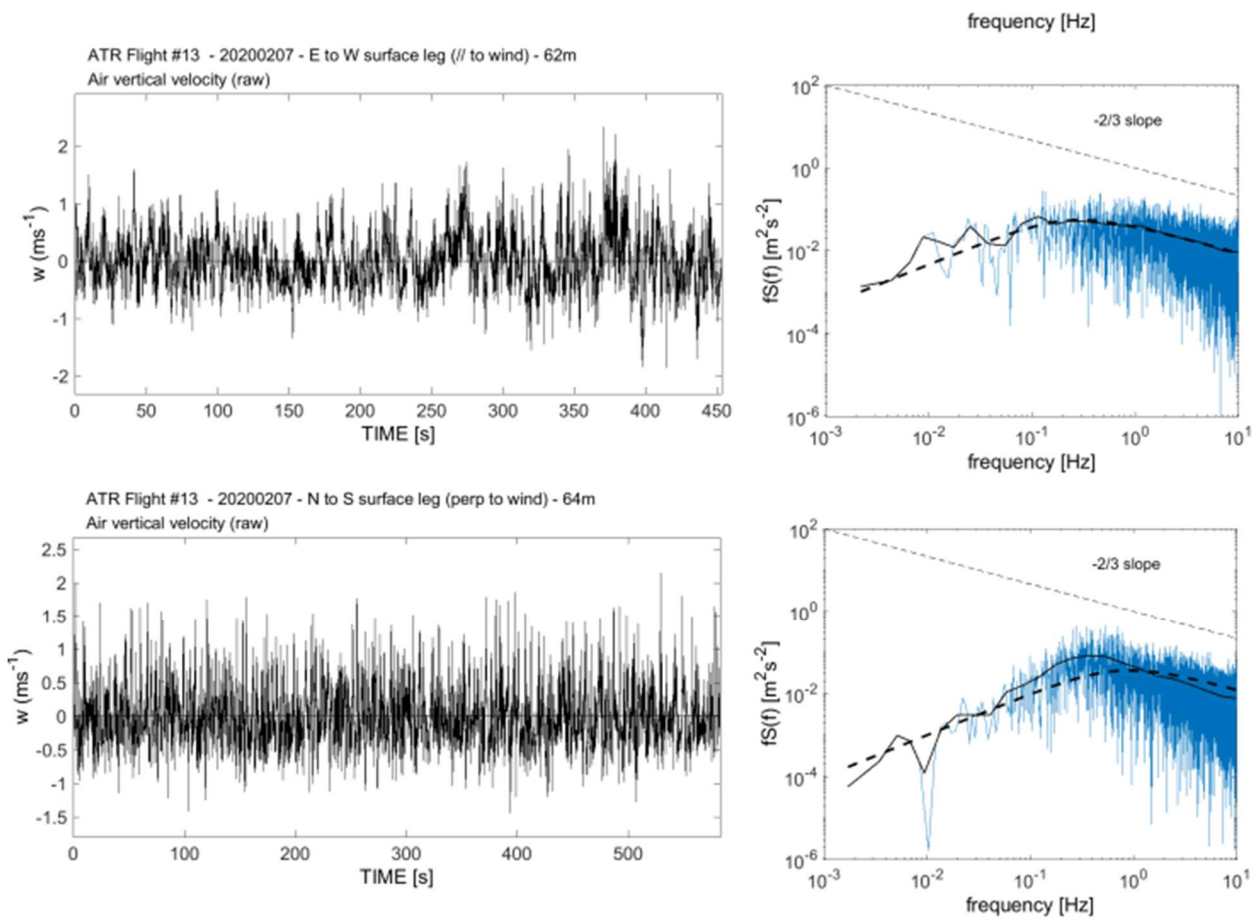 frequency [Hz]
ATR Flight #13 - 20200207 - E to W surface leg (// to wind) - 62m
Air vertical velocity (raw)
w (ms⁻¹)
2
1
0
-1
-2
0 50 100 150 200 250 300 350 400 450
TIME [s]
fS(f) [m² s⁻²]
10²
10⁰
10⁻²
10⁻⁴
10⁻⁶
-2/3 slope
10⁻³ 10⁻² 10⁻¹ 10⁰ 10¹
frequency [Hz]
ATR Flight #13 - 20200207 - N to S surface leg (perp to wind) - 64m
Air vertical velocity (raw)
w (ms⁻¹)
2.5
2
1.5
1
0.5
0
-0.5
-1
-1.5
0 100 200 300 400 500
TIME [s]
fS(f) [m² s⁻²]
10²
10⁰
10⁻²
10⁻⁴
10⁻⁶
-2/3 slope
10⁻³ 10⁻² 10⁻¹ 10⁰ 10¹
frequency [Hz]